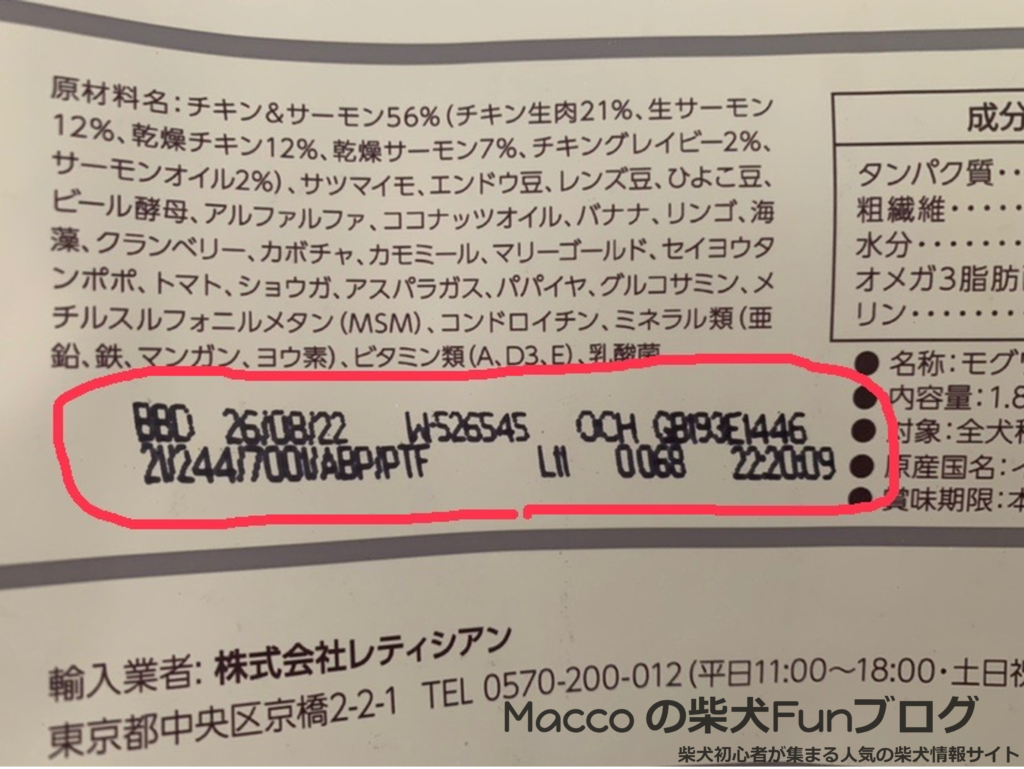 原材料名：チキン&サーモン56%（チキン生肉21%、生サーモン
12%、乾燥チキン12%、乾燥サーモン7%、チキングレイビー2%、
サーモンオイル2%）、サツマイモ、エンドウ豆、レンズ豆、ひよこ豆、
ビール酵母、アルファルファ、ココナッツオイル、バナナ、リンゴ、海
藻、クランベリー、カボチャ、カモミール、マリーゴールド、セイヨウタ
ンポポ、トマト、ショウガ、アスパラガス、パパイヤ、グルコサミン、メ
チルスルフォニルメタン（MSM）、コンドロイチン、ミネラル類（亜
鉛、鉄、マンガン、ヨウ素）、ビタミン類（A、D3、E）、乳酸菌
BBD 26/08/22 W-526545 OCH GB193E1446
21/244/7001/ABP/PTF L11 0068 22:20:09
成分
タンパク質‥
粗繊維‥‥
水分‥‥‥
オメガ3脂肪
リン‥‥‥
● 名称：モグ
● 内容量：1.8
● 対象：全犬種
● 原産国名：イ
● 賞味期限：本
輸入業者：株式会社レティシアン
東京都中央区京橋2-2-1 TEL 0570-200-012（平日11:00〜18:00・土日祝
Maccoの柴犬Funブログ
柴犬初心者が集まる人気の柴犬情報サイト